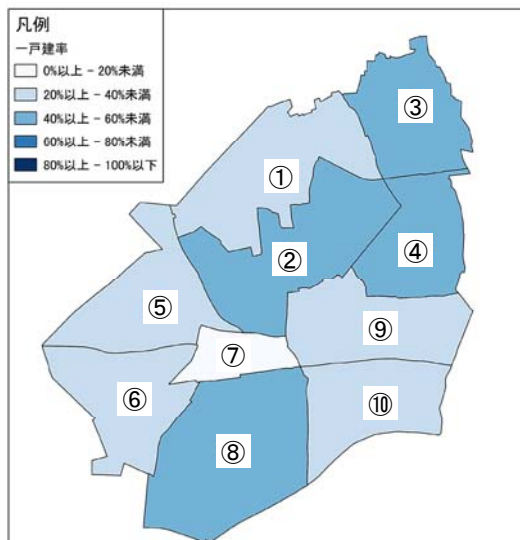 凡例
一戸建率
0%以上 - 20%未満
20%以上 - 40%未満
40%以上 - 60%未満
60%以上 - 80%未満
80%以上 - 100%以下
③
①
②
④
⑤
⑨
⑦
⑥
⑩
⑧